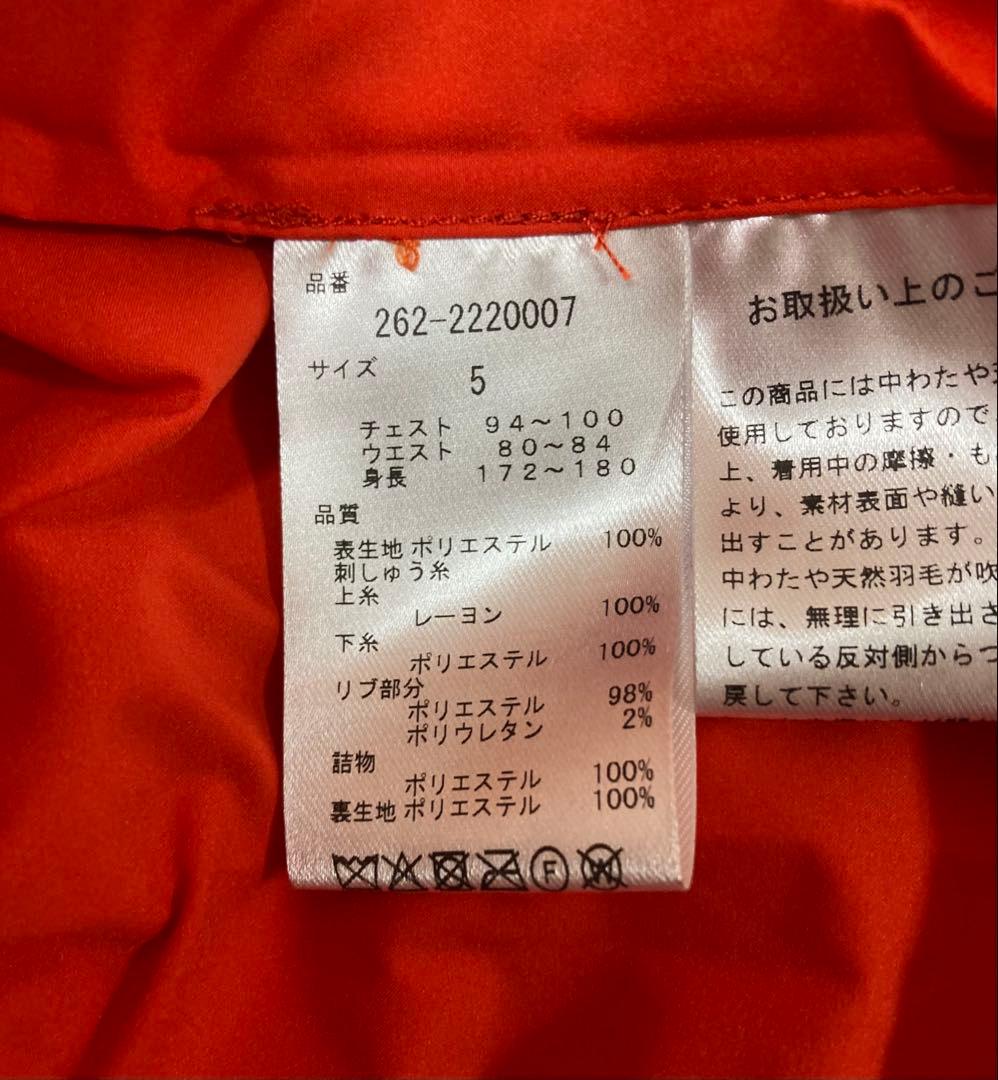 品番
262-2220007
サイズ
5
チェスト 94～100
ウエスト 80～84
身長 172～180
品質
表生地 ポリエステル 100%
刺しゅう糸
上糸
レーヨン 100%
下糸
ポリエステル 100%
リブ部分
ポリエステル 98%
ポリウレタン 2%
詰物
ポリエステル 100%
裏生地 ポリエステル 100%
F
W
お取扱い上のご
この商品には中わたや
使用しておりますので
上、着用中の摩擦・も
より、素材表面や縫い
出すことがあります。
中わたや天然羽毛が吹
には、無理に引き出さ
している反対側からつ
戻して下さい。